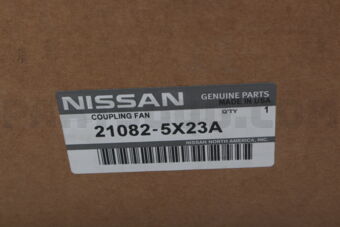 NISSAN
GENUINE PARTS
MADE IN USA
COUPLING FAN
Q'TY 1
21082-5X23A
NISSAN NORTH AMERICA, INC.